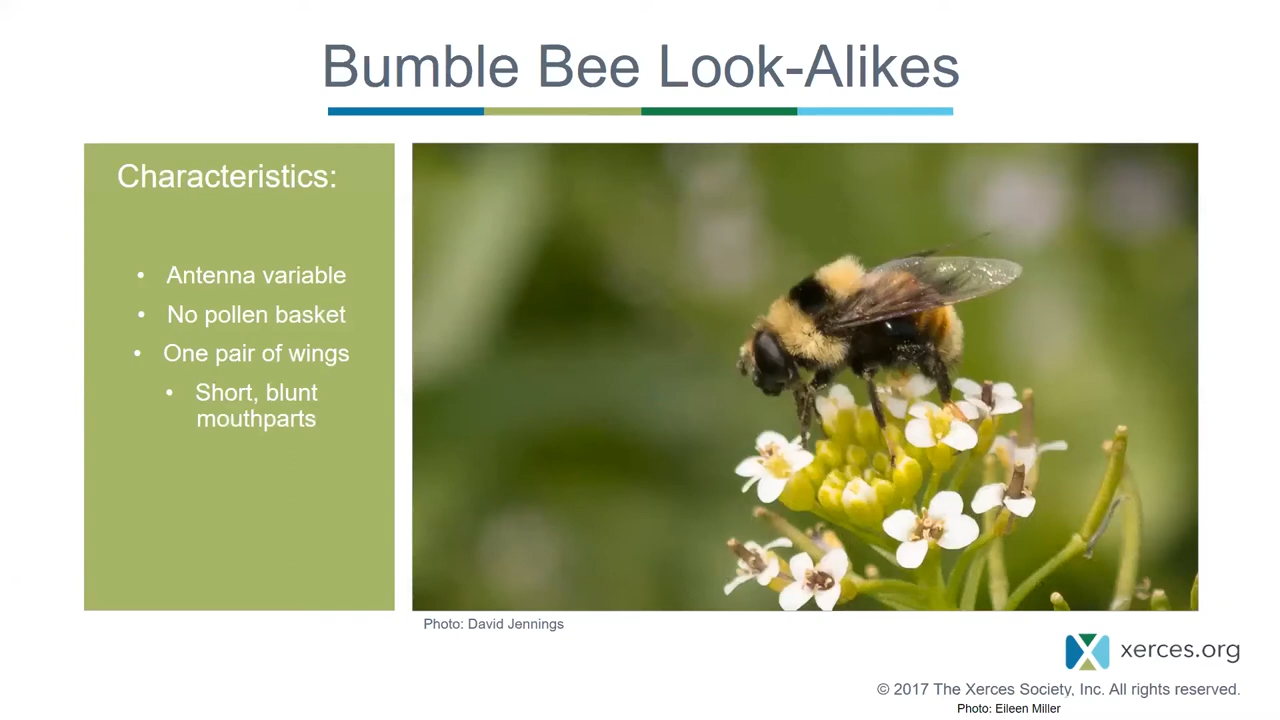 Bumble Bee Look-Alikes
Characteristics:
• Antenna variable
• No pollen basket
• One pair of wings
• Short, blunt
mouthparts
Photo: David Jennings
xerces.org
© 2017 The Xerces Society, Inc. All rights reserved.
Photo: Eileen Miller